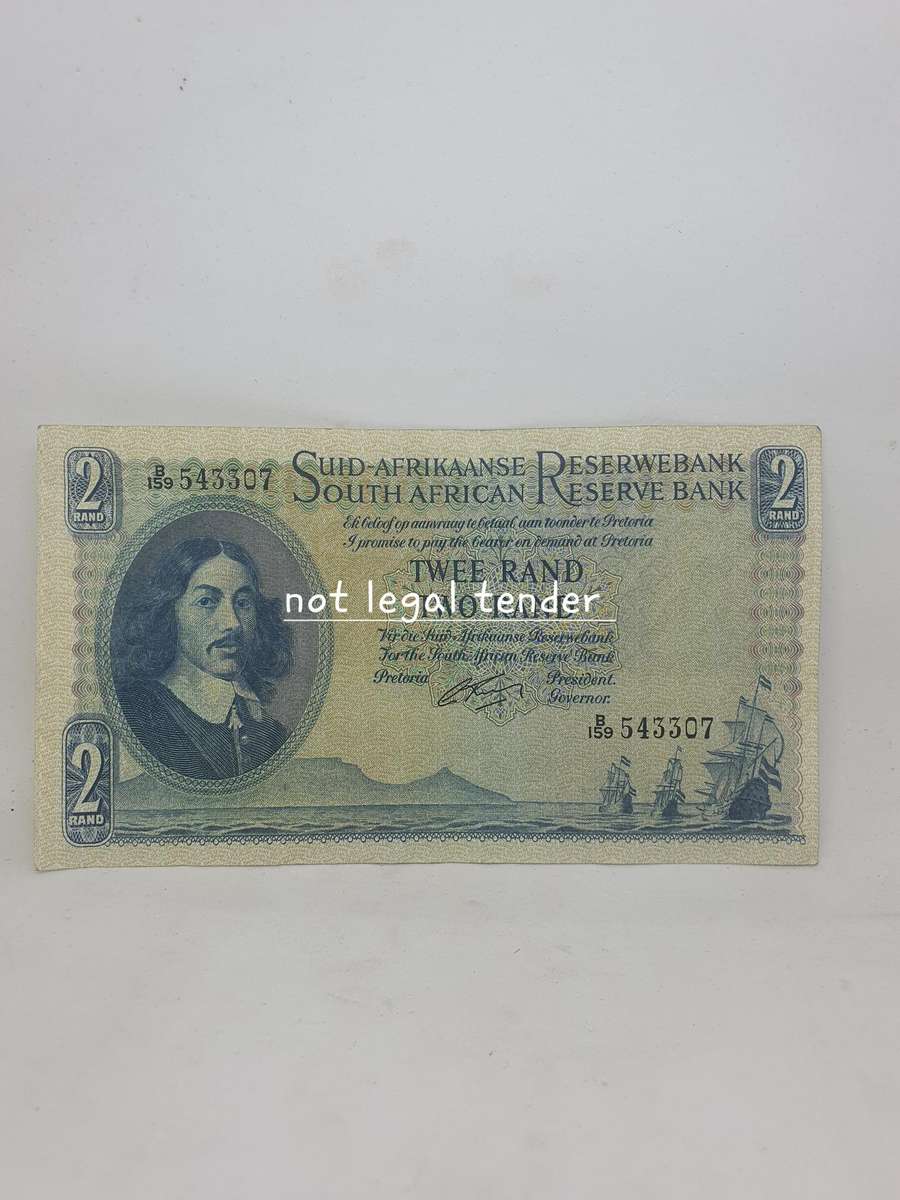 2
RAND
B/159 543307
SUID-AFRIKAANSE RESERWEBANK
SOUTH AFRICAN RESERVE BANK
2
RAND
Ek beloof op aanvraag te betaal aan toonder te Pretoria
I promise to pay the bearer on demand at Pretoria
TWEE RAND
not legal tender
TWO RAND
Vir die Suid-Afrikaanse Reserwebank
For the South African Reserve Bank
Pretoria President.
Governor.
B/159 543307
2
RAND